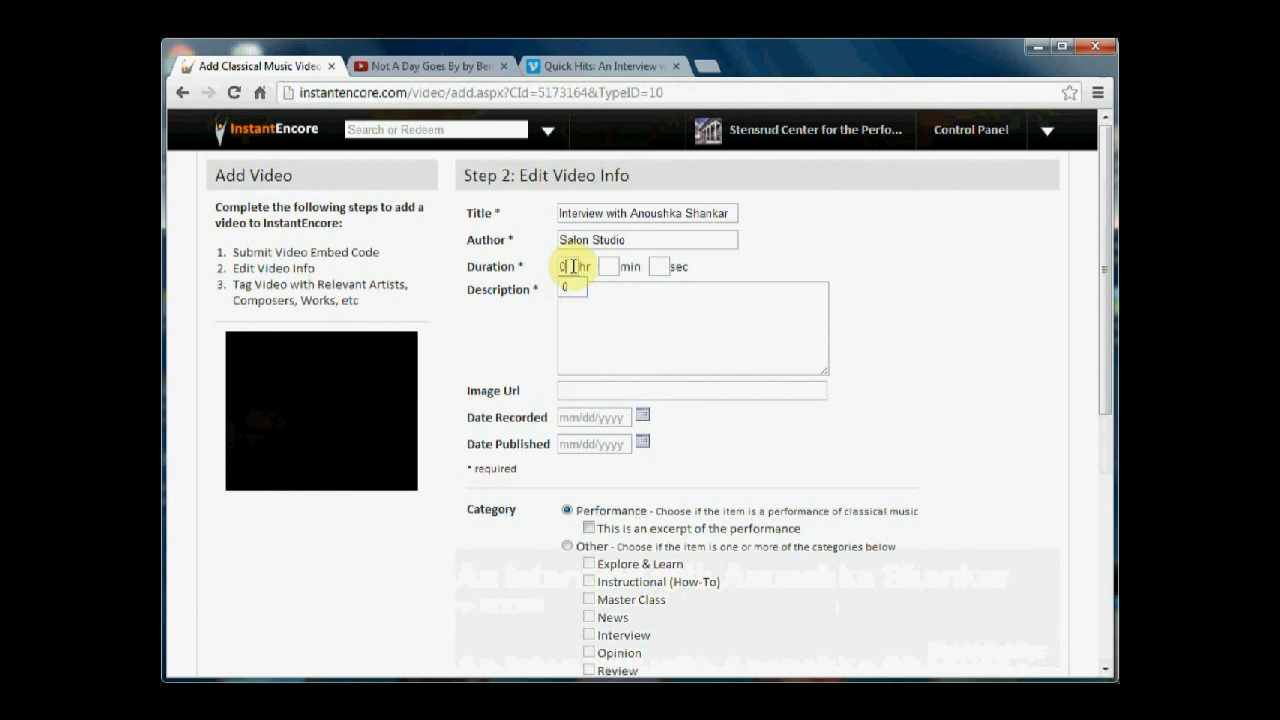 Add Classical Music Video
Not A Day Goes By by Ben
Quick Hits: An Interview w
instantencore.com/video/add.aspx?CId=5173164&TypeID=10
InstantEncore
Search or Redeem
Stensrud Center for the Perfo...
Control Panel
Add Video
Complete the following steps to add a
video to InstantEncore:
1. Submit Video Embed Code
2. Edit Video Info
3. Tag Video with Relevant Artists,
Composers, Works, etc
Step 2: Edit Video Info
Title * Interview with Anoushka Shankar
Author * Salon Studio
Duration * 0 hr min sec
0
Description *
Image Url
Date Recorded mm/dd/yyyy
Date Published mm/dd/yyyy
* required
Category Performance - Choose if the item is a performance of classical music
This is an excerpt of the performance
Other - Choose if the item is one or more of the categories below
Explore & Learn
Instructional (How-To)
Master Class
News
Interview
Opinion
Review